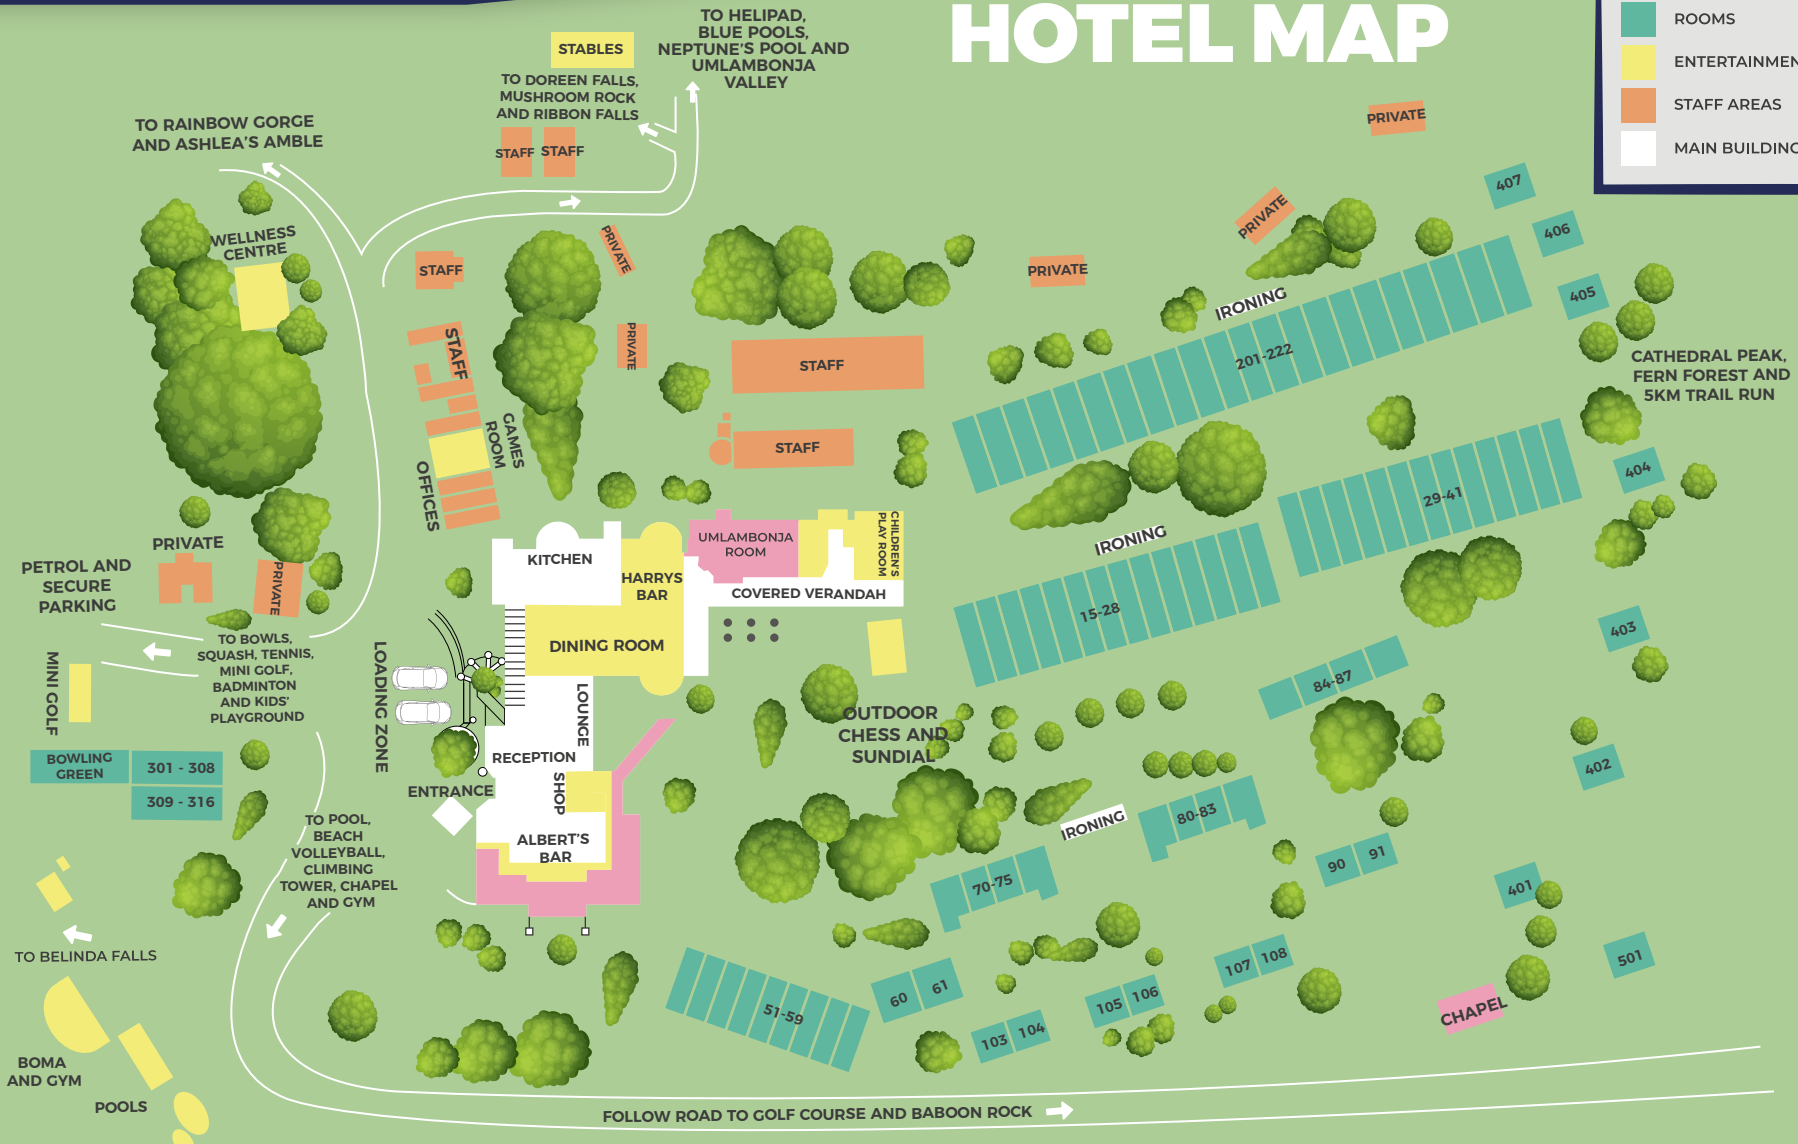 HOTEL MAP
ROOMS
ENTERTAINMEN
STAFF AREAS
MAIN BUILDING
TO HELIPAD,
BLUE POOLS,
NEPTUNE'S POOL AND
UMLAMBONJA
VALLEY
STABLES
TO DOREEN FALLS,
MUSHROOM ROCK
AND RIBBON FALLS
STAFF
STAFF
TO RAINBOW GORGE
AND ASHLEA'S AMBLE
WELLNESS
CENTRE
STAFF
PRIVATE
PRIVATE
STAFF
GAMES
ROOM
OFFICES
STAFF
STAFF
PRIVATE
PRIVATE
PRIVATE
407
406
405
IRONING
201-222
CATHEDRAL PEAK,
FERN FOREST AND
5KM TRAIL RUN
404
29-41
IRONING
15-28
403
84-87
402
PRIVATE
PRIVATE
PETROL AND
SECURE
PARKING
TO BOWLS,
SQUASH, TENNIS,
MINI GOLF,
BADMINTON
AND KIDS'
PLAYGROUND
MINI GOLF
BOWLING
GREEN
301 - 308
309 - 316
LOADING ZONE
KITCHEN
HARRYS
BAR
UMLAMBONJA
ROOM
CHILDREN'S
PLAY ROOM
COVERED VERANDAH
DINING ROOM
LOUNGE
RECEPTION
SHOP
ENTRANCE
ALBERT'S
BAR
OUTDOOR
CHESS AND
SUNDIAL
IRONING
80-83
70-75
90
91
401
501
CHAPEL
107
108
105
106
103
104
60
61
51-59
TO POOL,
BEACH
VOLLEYBALL,
CLIMBING
TOWER, CHAPEL
AND GYM
TO BELINDA FALLS
BOMA
AND GYM
POOLS
FOLLOW ROAD TO GOLF COURSE AND BABOON ROCK